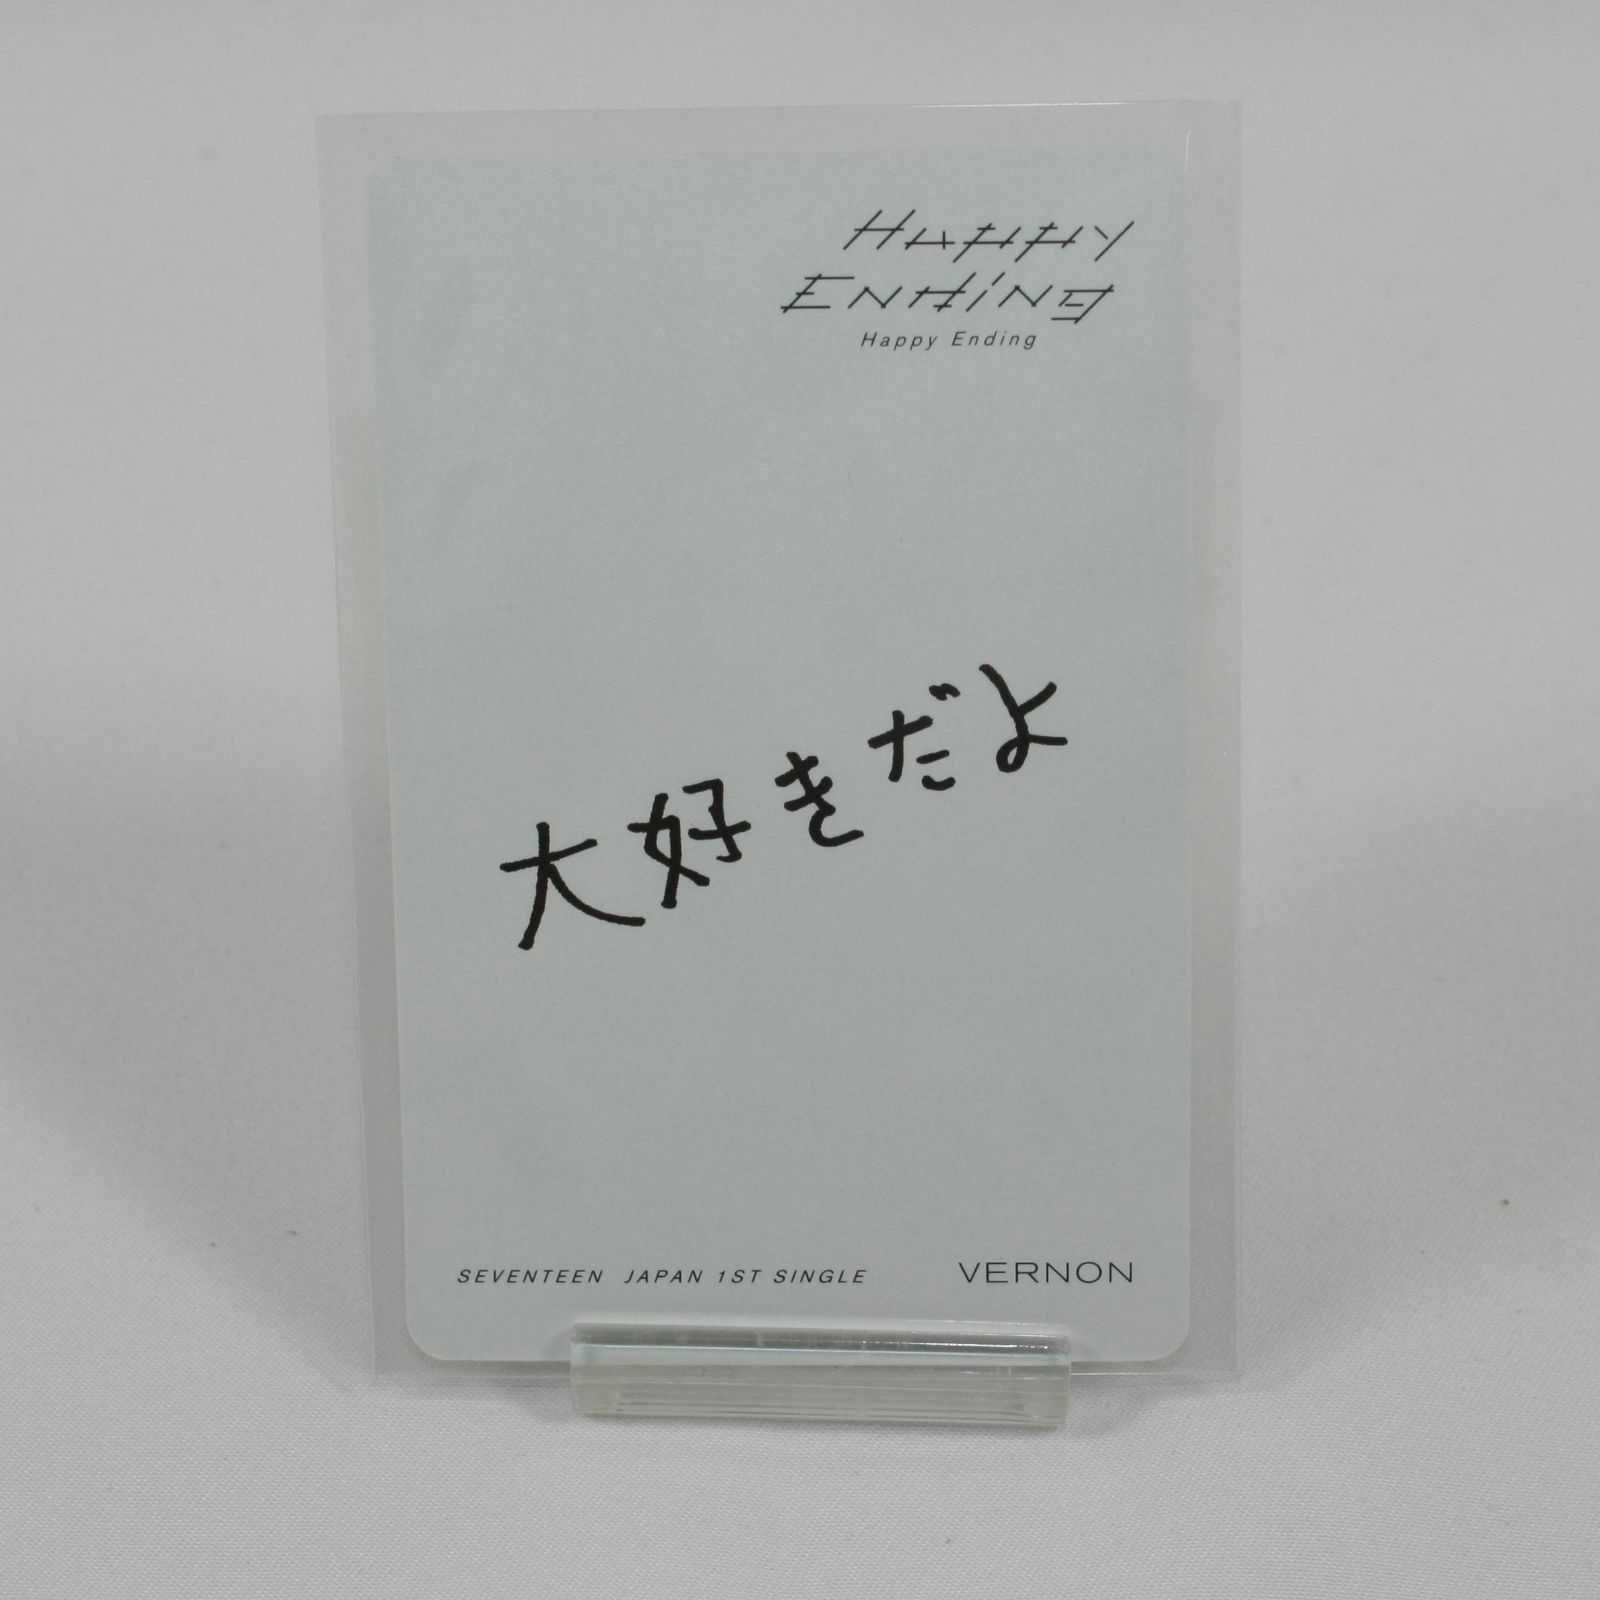 Happy
Ending
Happy Ending
大好きだよ
SEVENTEEN JAPAN 1ST SINGLE VERNON